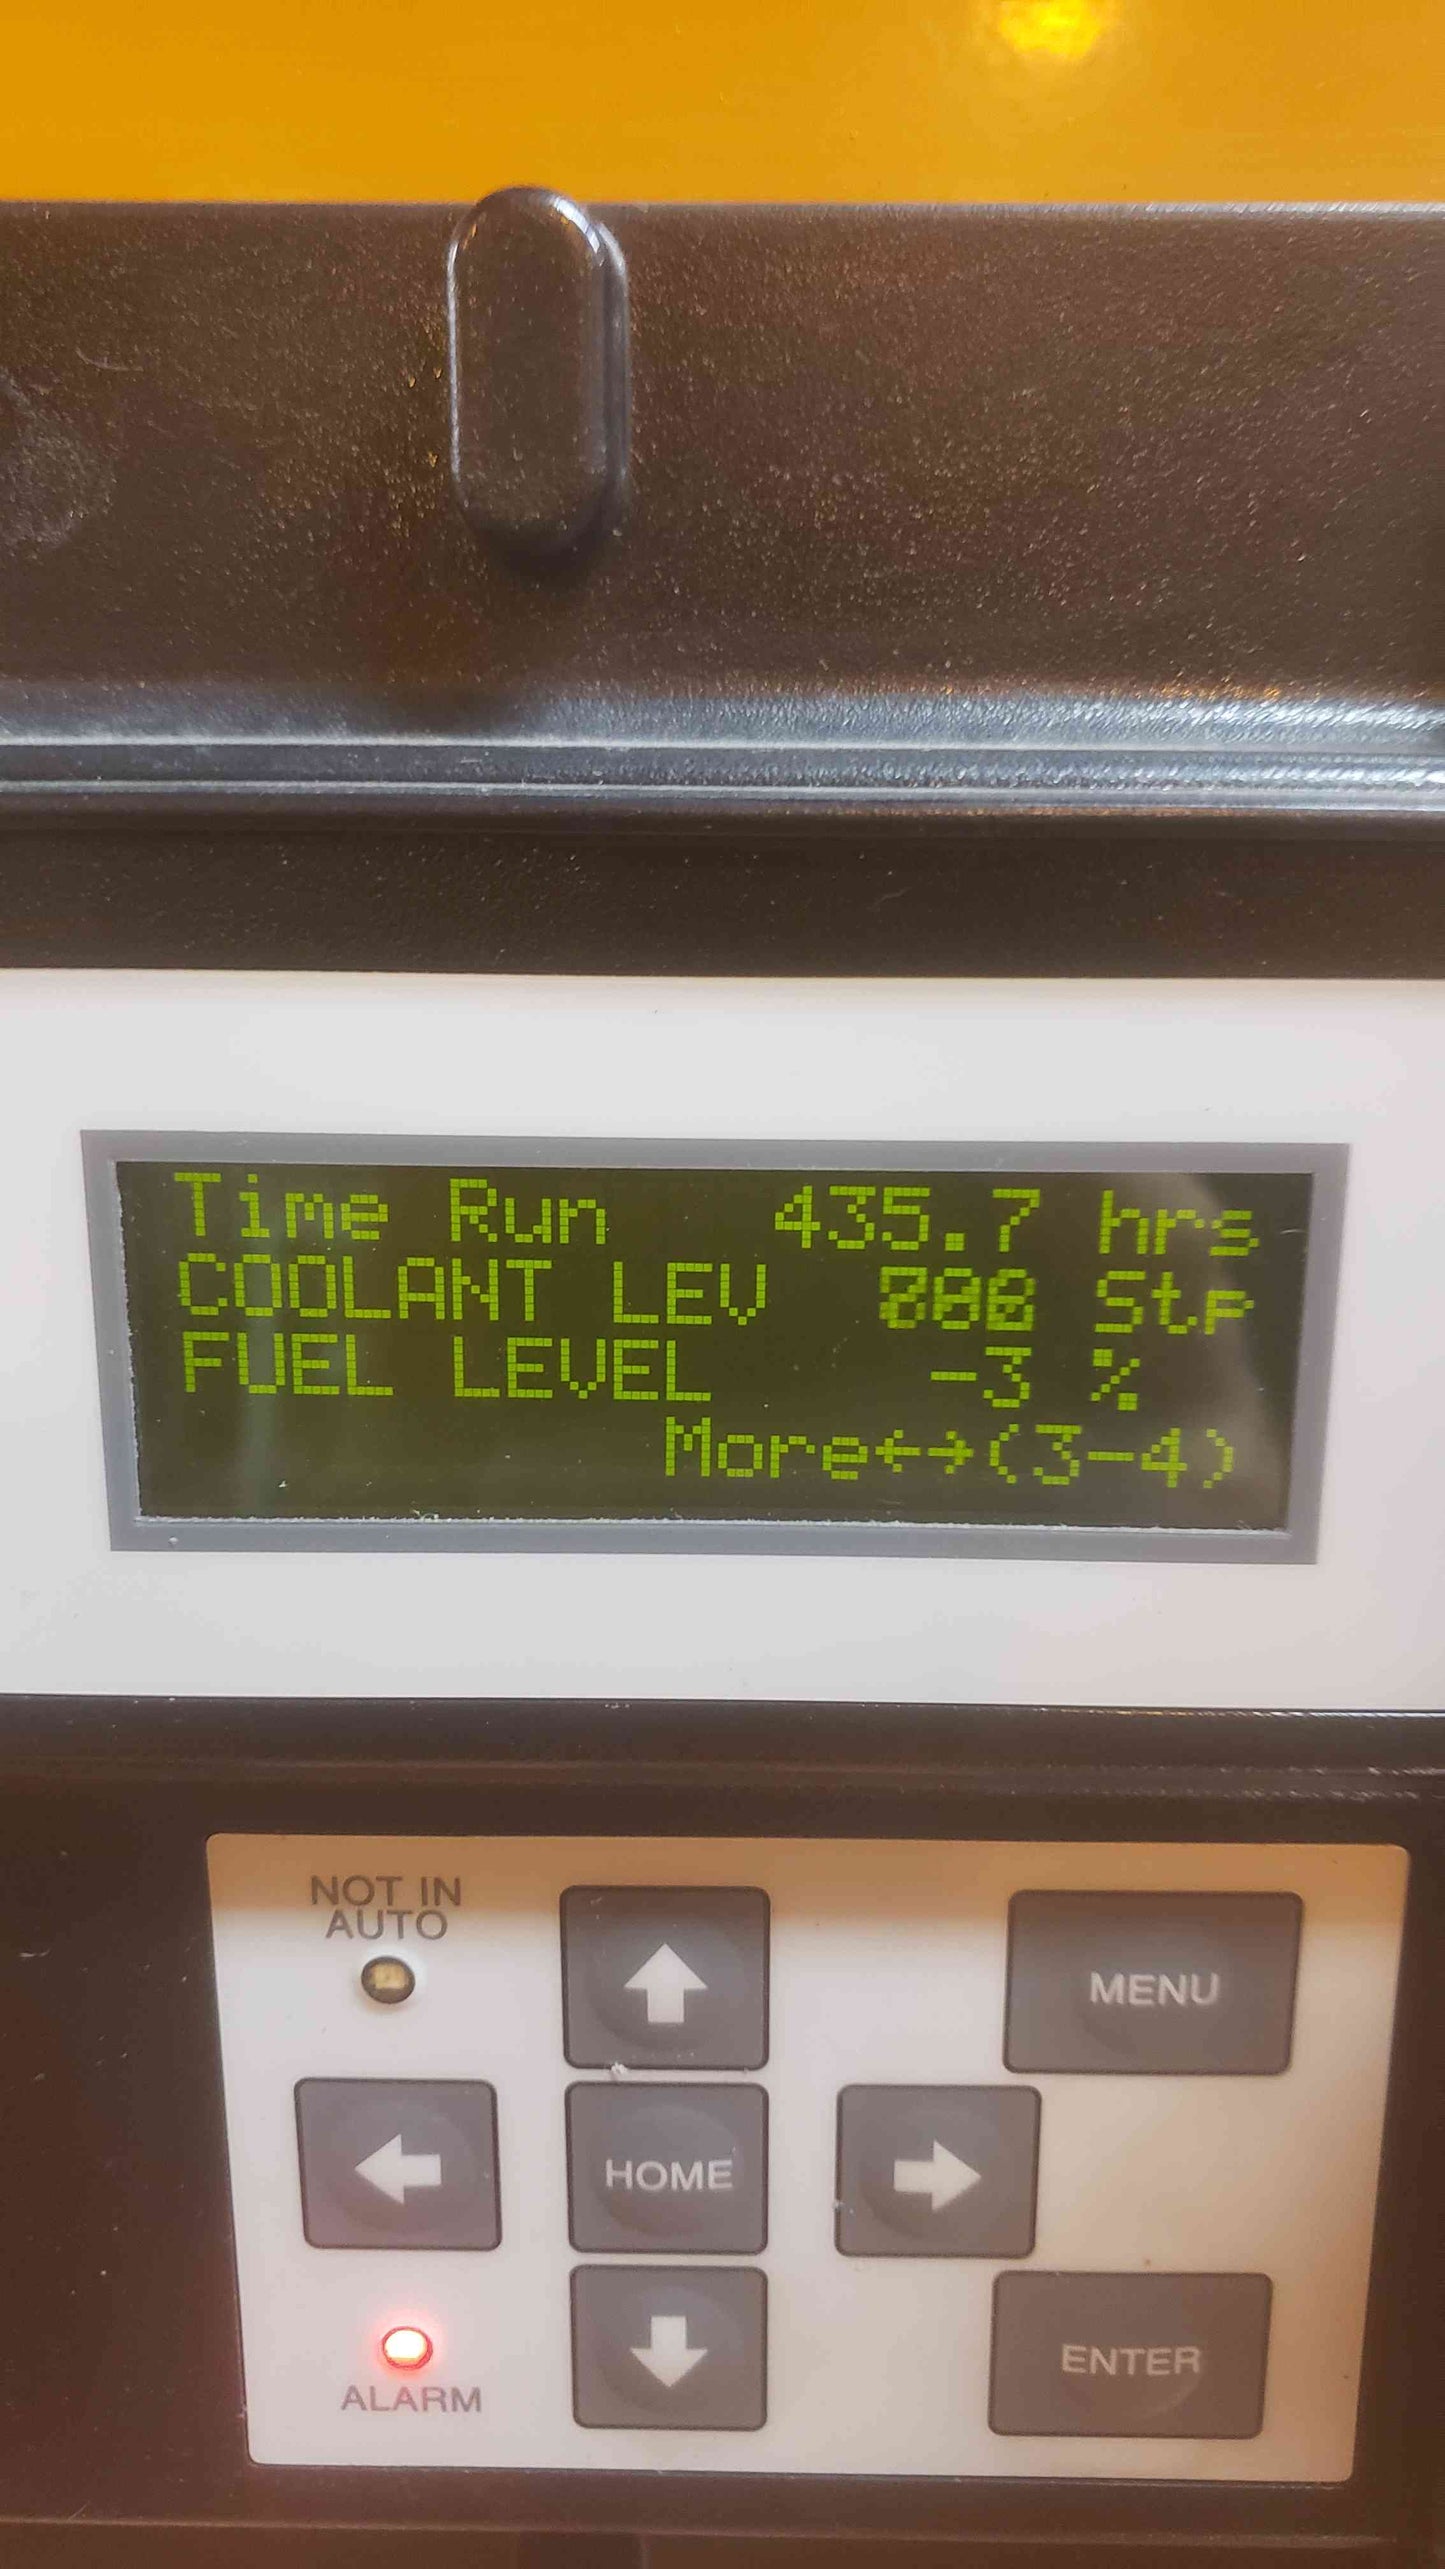 Time Run 435.7 hrs
COOLANT LEV Stp
FUEL LEVEL -3 %
More←→(3-4)
NOT IN
AUTO
MENU
HOME
ALARM
ENTER